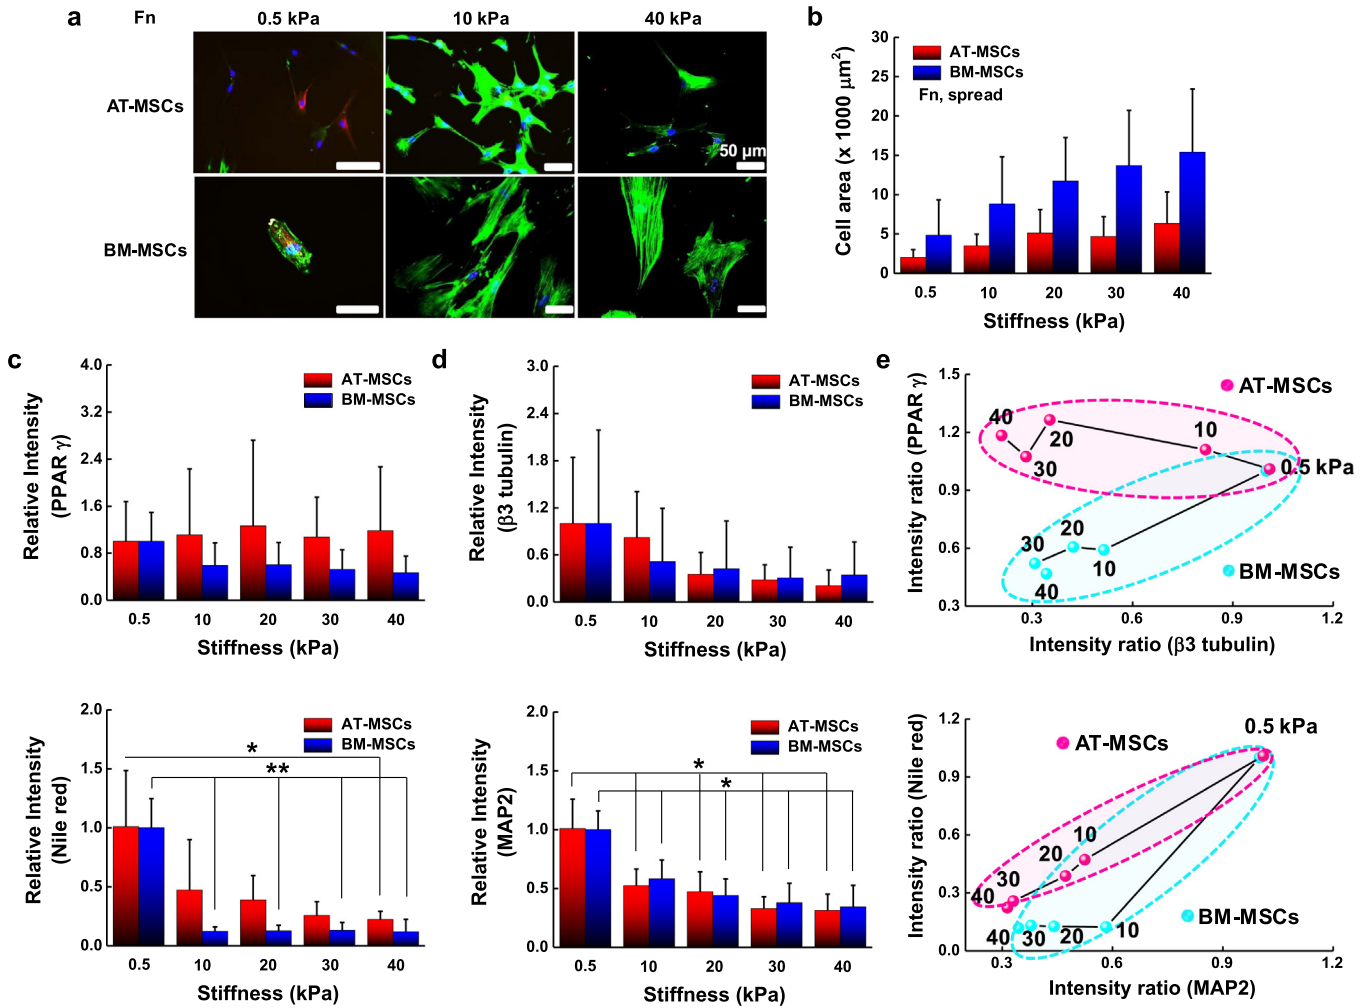 a
Fn
0.5 kPa
10 kPa
40 kPa
AT-MSCs
BM-MSCs
50 μm
b
Cell area (x 1000 μm²)
30
25
20
15
10
5
0
AT-MSCs
BM-MSCs
Fn, spread
0.5 10 20 30 40
Stiffness (kPa)
c
Relative Intensity
(PPAR γ)
4.0
3.2
2.4
1.6
0.8
0.0
AT-MSCs
BM-MSCs
0.5 10 20 30 40
Stiffness (kPa)
d
Relative Intensity
(β3 tubulin)
3.0
2.4
1.8
1.2
0.6
0.0
AT-MSCs
BM-MSCs
0.5 10 20 30 40
Stiffness (kPa)
e
Intensity ratio (PPAR γ)
1.5
1.2
0.9
0.6
0.3
AT-MSCs
40
30
20
10
0.5 kPa
30
20
40
10
BM-MSCs
0.3 0.6 0.9 1.2
Intensity ratio (β3 tubulin)
Relative Intensity
(Nile red)
2.0
1.5
1.0
0.5
0.0
AT-MSCs
BM-MSCs
*
**
0.5 10 20 30 40
Stiffness (kPa)
Relative Intensity
(MAP2)
2.0
1.5
1.0
0.5
0.0
AT-MSCs
BM-MSCs
*
*
0.5 10 20 30 40
Stiffness (kPa)
Intensity ratio (Nile red)
1.2
0.9
0.6
0.3
0.0
AT-MSCs
0.5 kPa
10
20
30
40
40 30 20 10
BM-MSCs
0.3 0.6 0.9 1.2
Intensity ratio (MAP2)